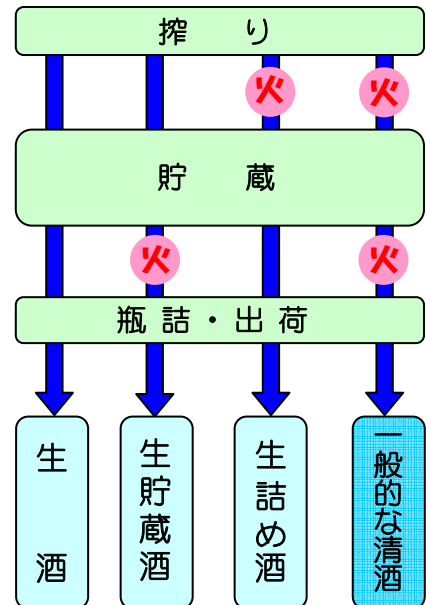 搾り
火 火
貯蔵
火 火
瓶詰・出荷
生酒
生貯蔵酒
生詰め酒
一般的な清酒